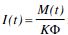 I(t) = M(t) / KΦ